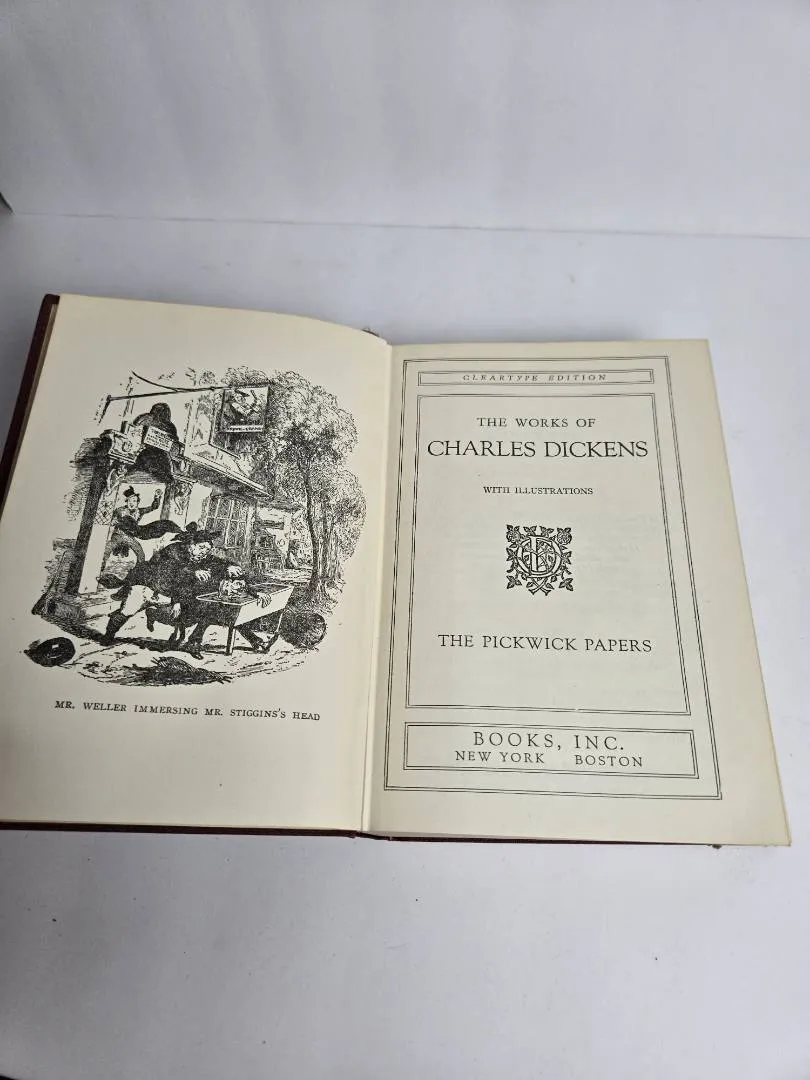 MR. WELLER IMMERSING MR. STIGGINS'S HEAD
CLEARTYPE EDITION
THE WORKS OF
CHARLES DICKENS
WITH ILLUSTRATIONS
THE PICKWICK PAPERS
BOOKS, INC.
NEW YORK BOSTON